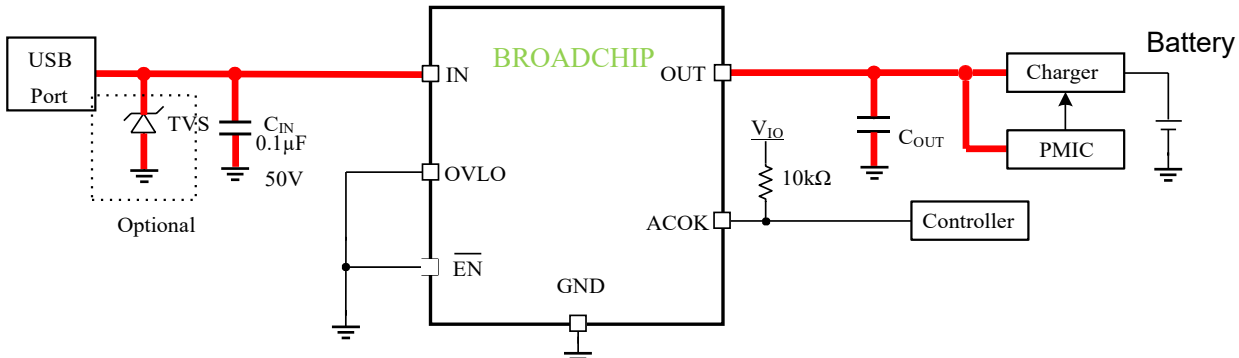 USB
Port
TVS
Optional
C_IN
0.1µF
50V
BROADCHIP
IN
OVLO
EN
GND
OUT
ACOK
V_IO
10kΩ
C_OUT
Charger
PMIC
Controller
Battery